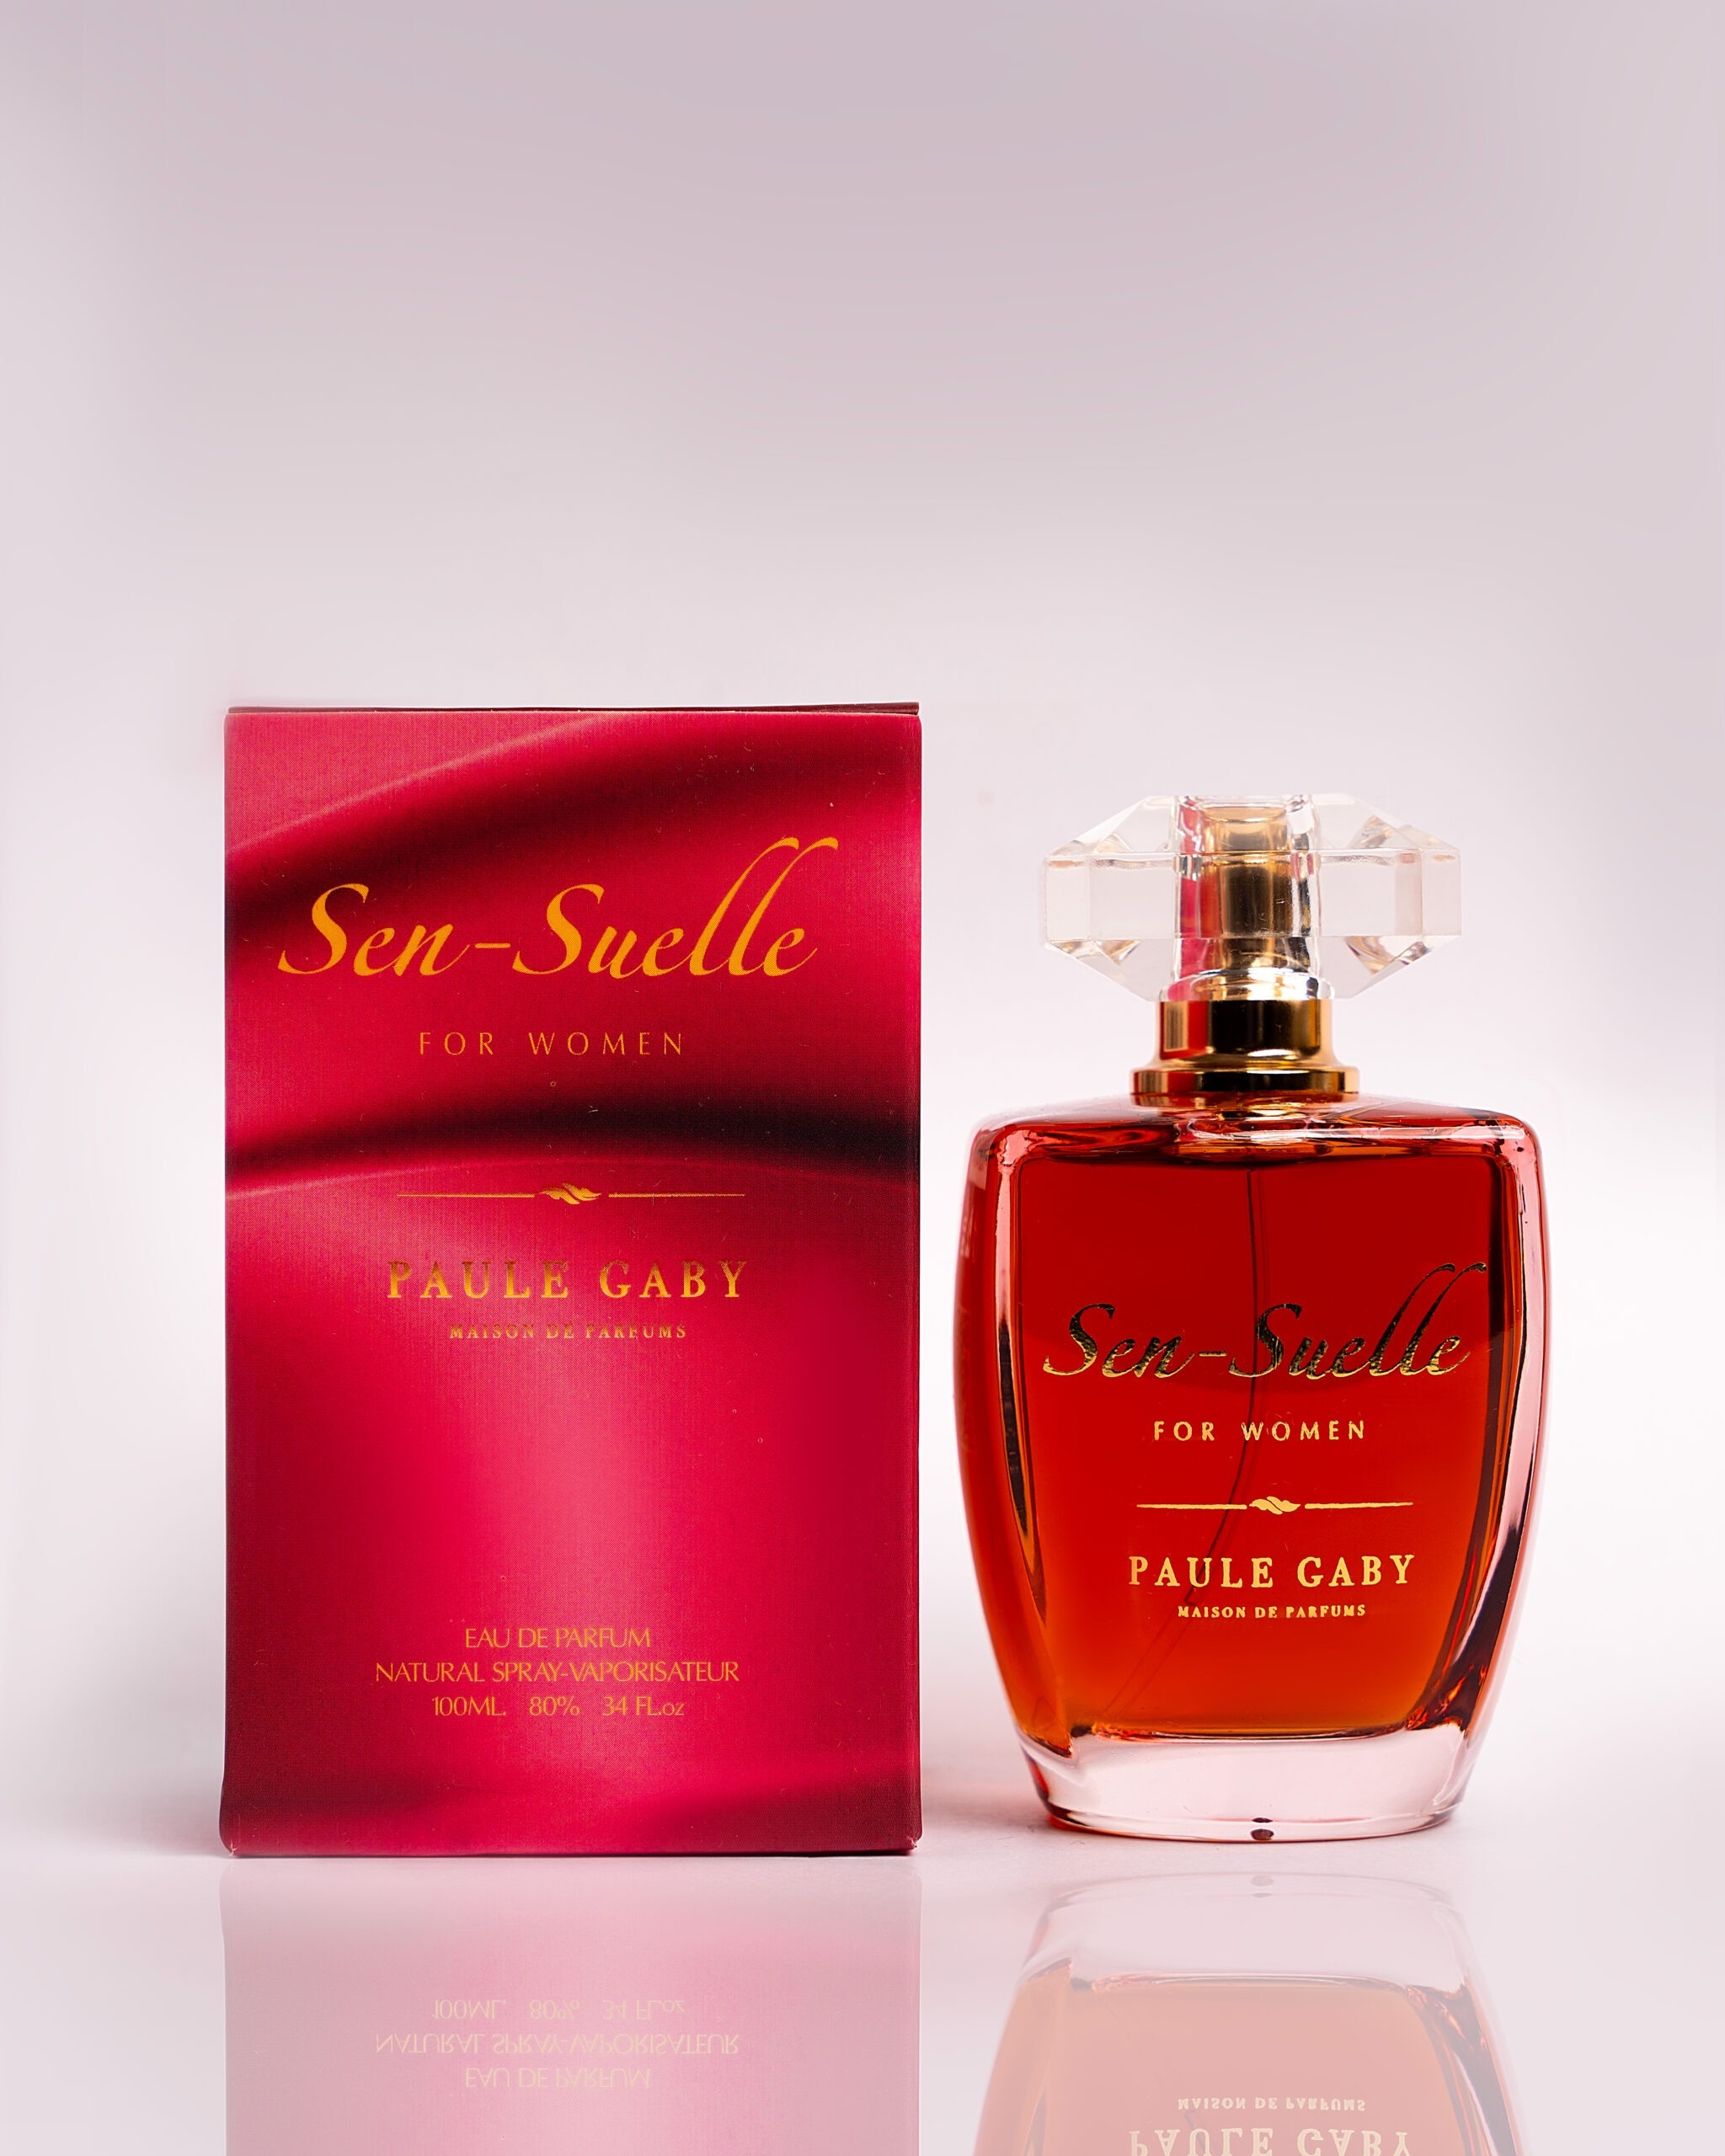 Sen-Suelle
FOR WOMEN
PAULE GABY
MAISON DE PARFUMS
EAU DE PARFUM
NATURAL SPRAY-VAPORISATEUR
100ML. 80% 34 FL.oz
Sen-Suelle
FOR WOMEN
PAULE GABY
MAISON DE PARFUMS